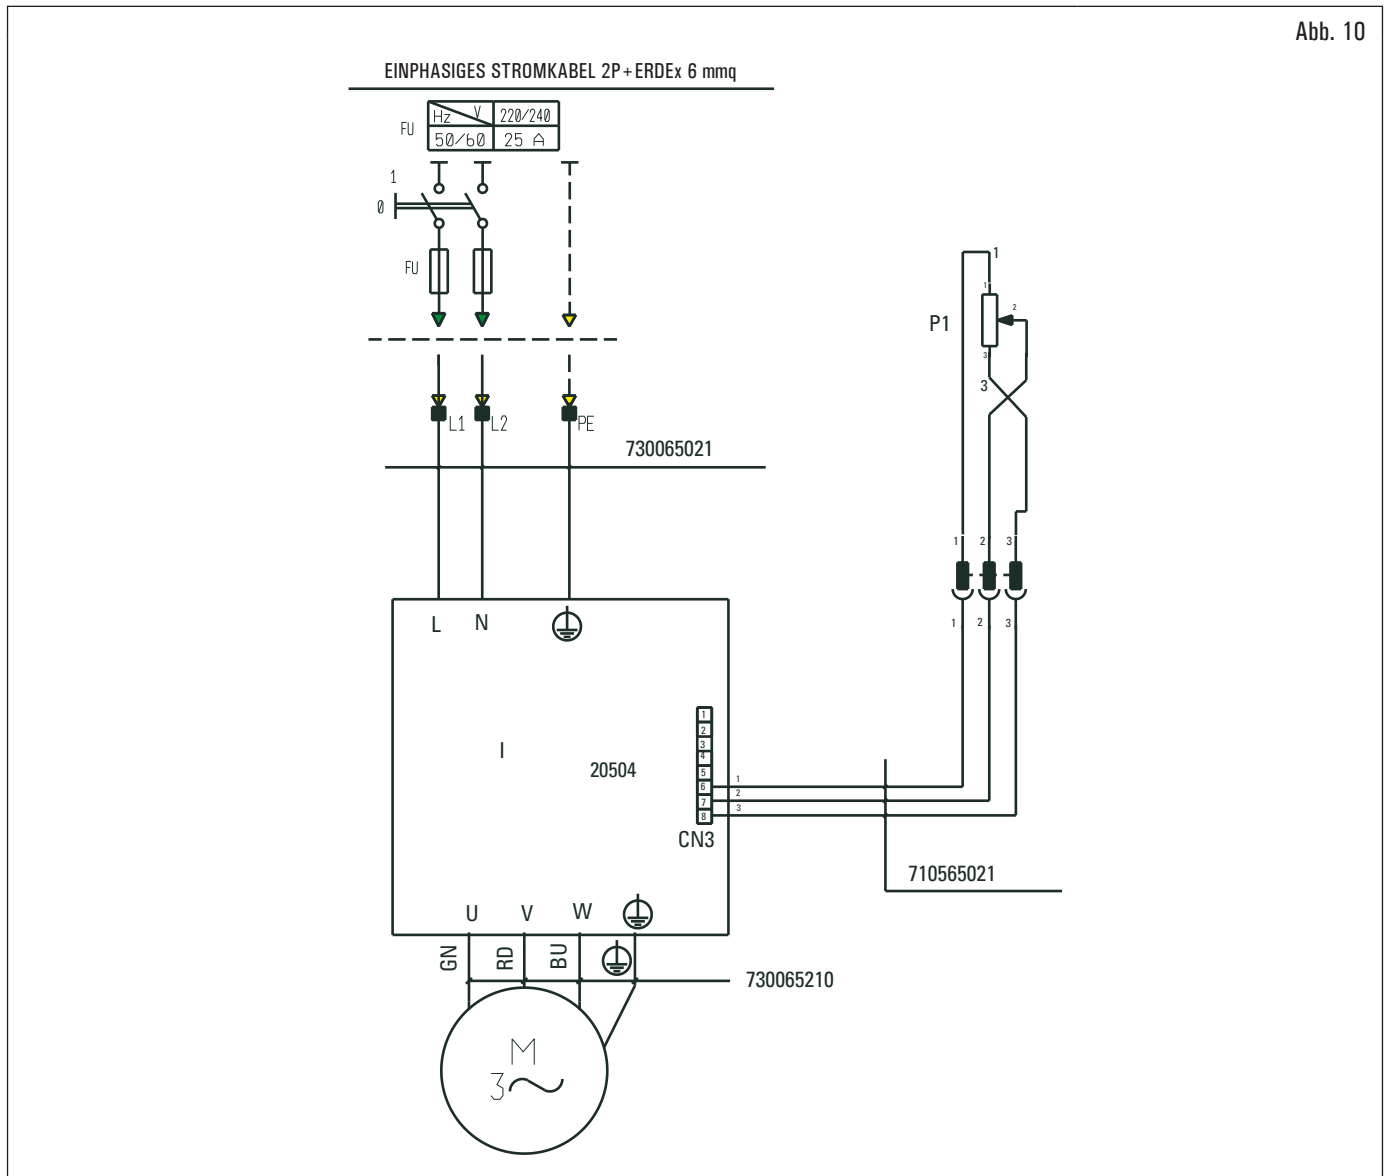 Abb. 10
EINPHASIGES STROMKABEL 2P+ERDEx 6 mmq
Hz V 220/240
FU
50/60 25 A
1
0
FU
1
1
2
P1
3
3
L1 L2 PE
730065021
1 2 3
1 2 3
L N
1
2
3
4
5
6
7
8
I
20504
1
2
3
CN3
710565021
U V W
GN RD BU
730065210
M
3